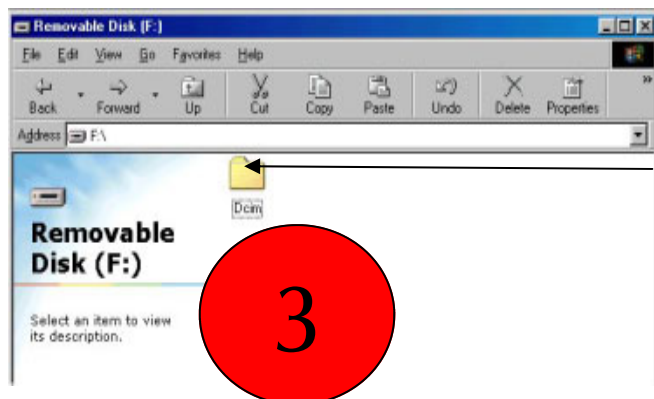 Removable Disk (F:)
File Edit View Go Favorites Help
Back Forward Up Cut Copy Paste Undo Delete Properties »
Address F:\
Dcim
Removable
Disk (F:)
Select an item to view
its description.
3